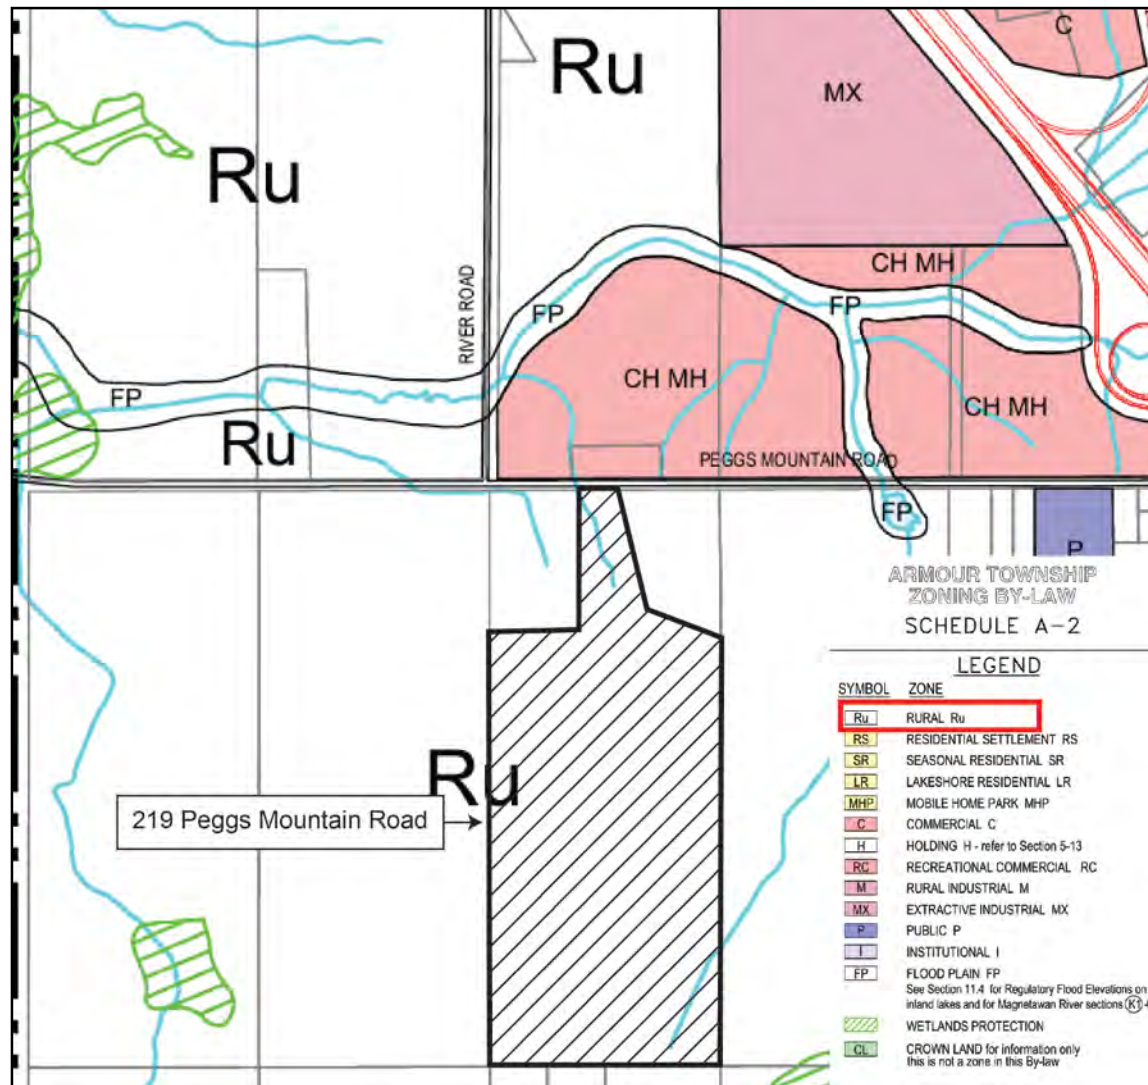 C
Ru
MX
Ru
CH MH
RIVER ROAD
FP
FP
CH MH
FP
CH MH
Ru
PEGGS MOUNTAIN ROAD
FP
P
ARMOUR TOWNSHIP
ZONING BY-LAW
SCHEDULE A-2
LEGEND
SYMBOL ZONE
Ru RURAL Ru
RS RESIDENTIAL SETTLEMENT RS
SR SEASONAL RESIDENTIAL SR
LR LAKESHORE RESIDENTIAL LR
MHP MOBILE HOME PARK MHP
C COMMERCIAL C
H HOLDING H - refer to Section 5-13
RC RECREATIONAL COMMERCIAL RC
M RURAL INDUSTRIAL M
MX EXTRACTIVE INDUSTRIAL MX
P PUBLIC P
I INSTITUTIONAL I
FP FLOOD PLAIN FP
See Section 11.4 for Regulatory Flood Elevations on
inland lakes and for Magnetawan River sections K1
WETLANDS PROTECTION
CL CROWN LAND for information only
this is not a zone in this By-law
Ru
219 Peggs Mountain Road